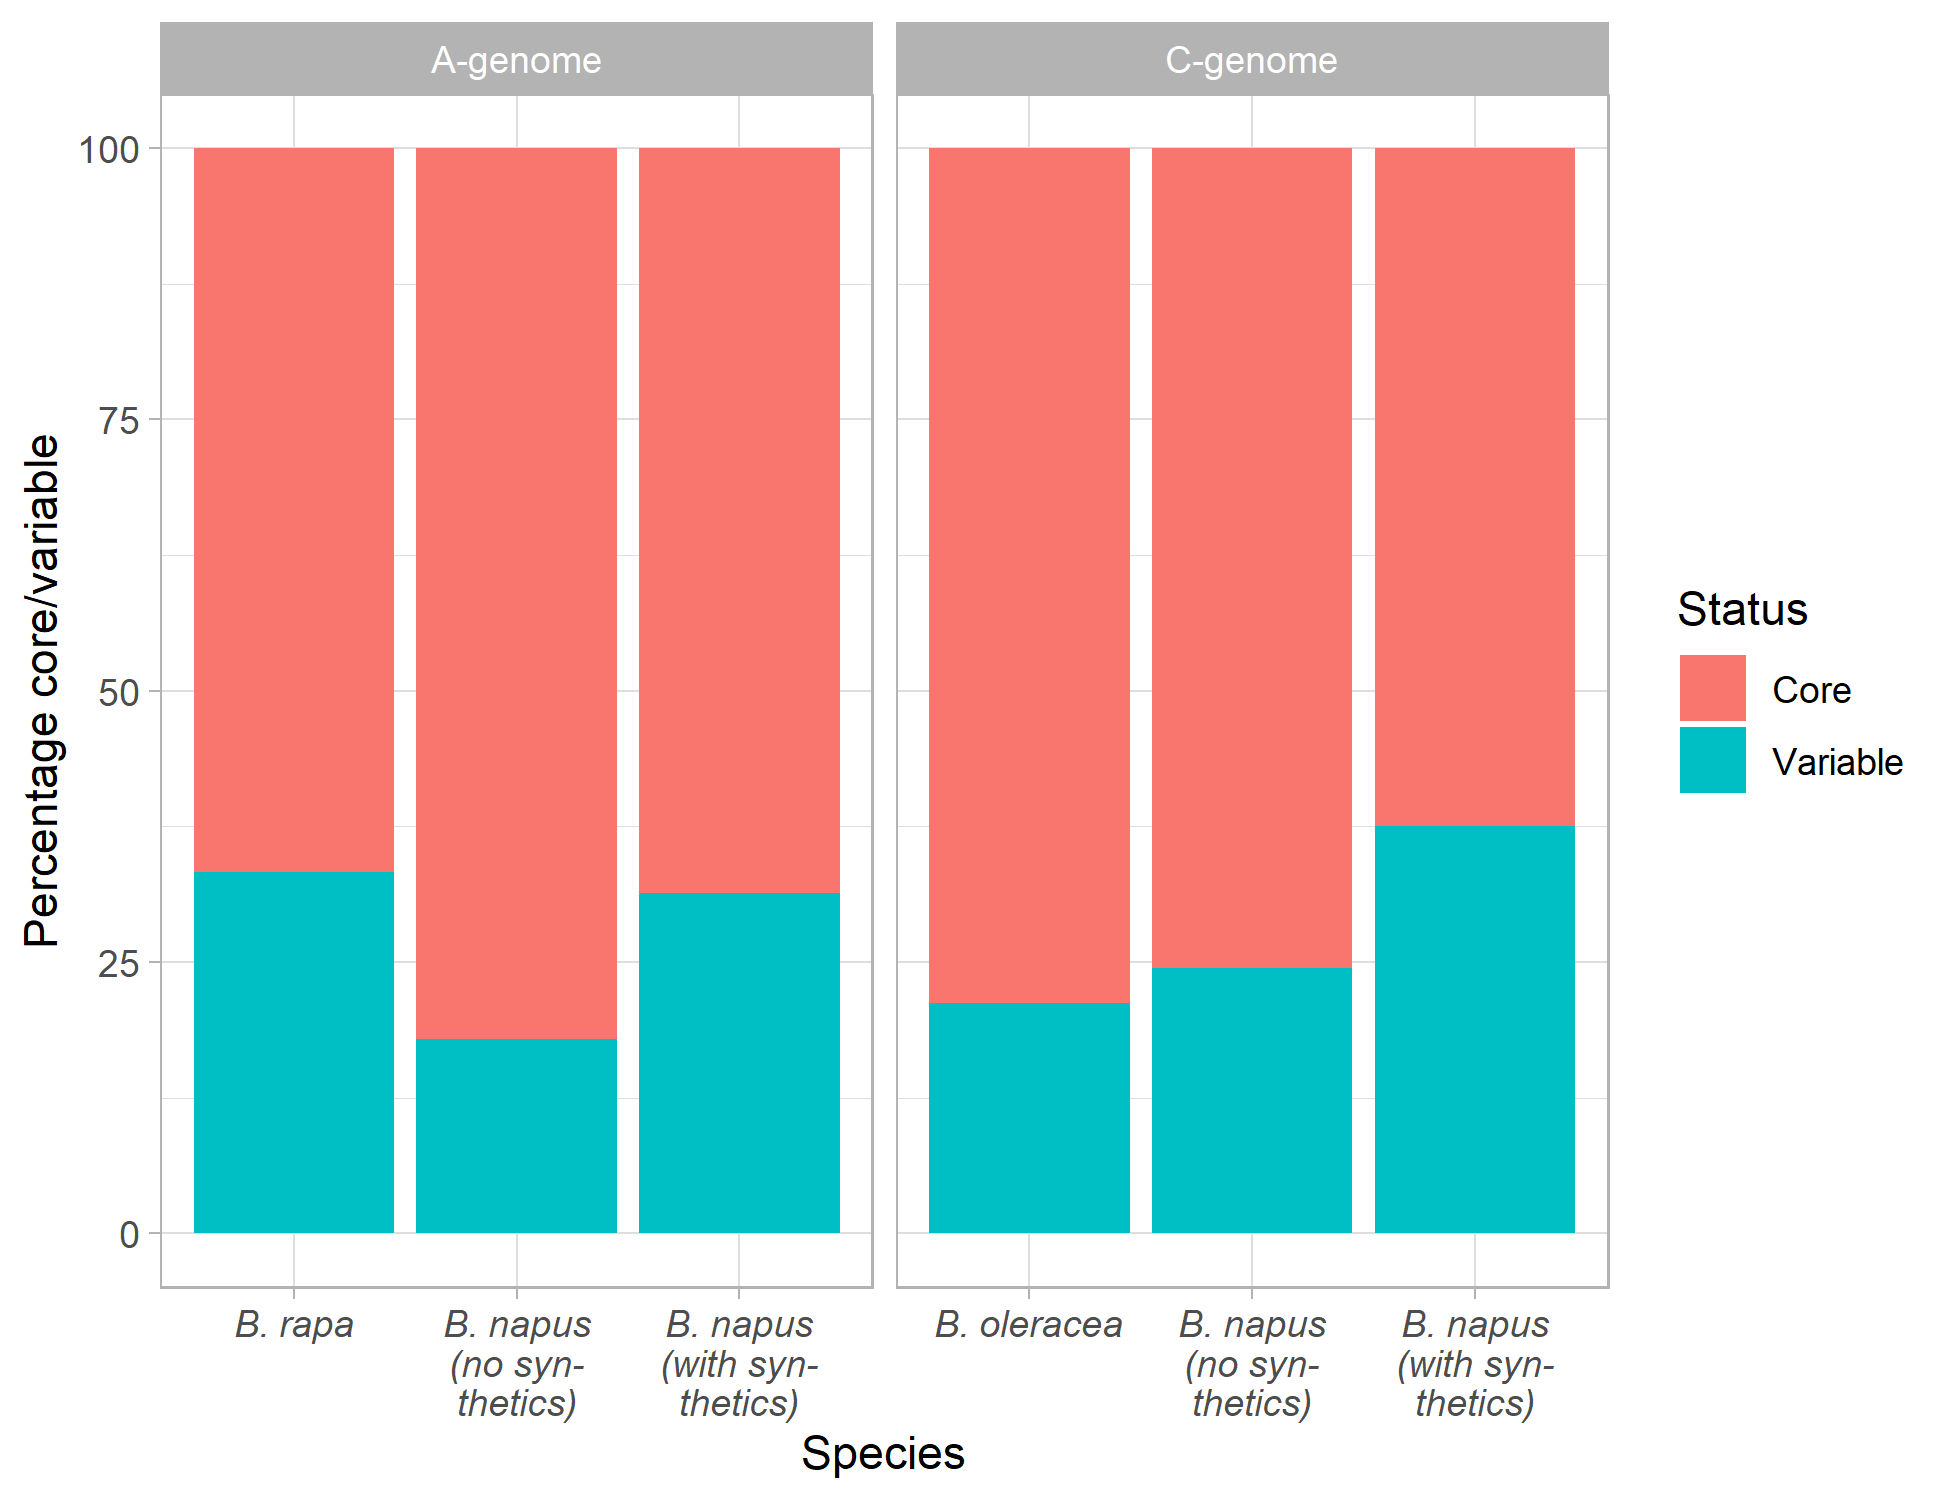 A-genome
C-genome
Percentage core/variable
100
75
50
25
0
B. rapa
B. napus
(no syn-
thetics)
B. napus
(with syn-
thetics)
B. oleracea
B. napus
(no syn-
thetics)
B. napus
(with syn-
thetics)
Species
Status
Core
Variable